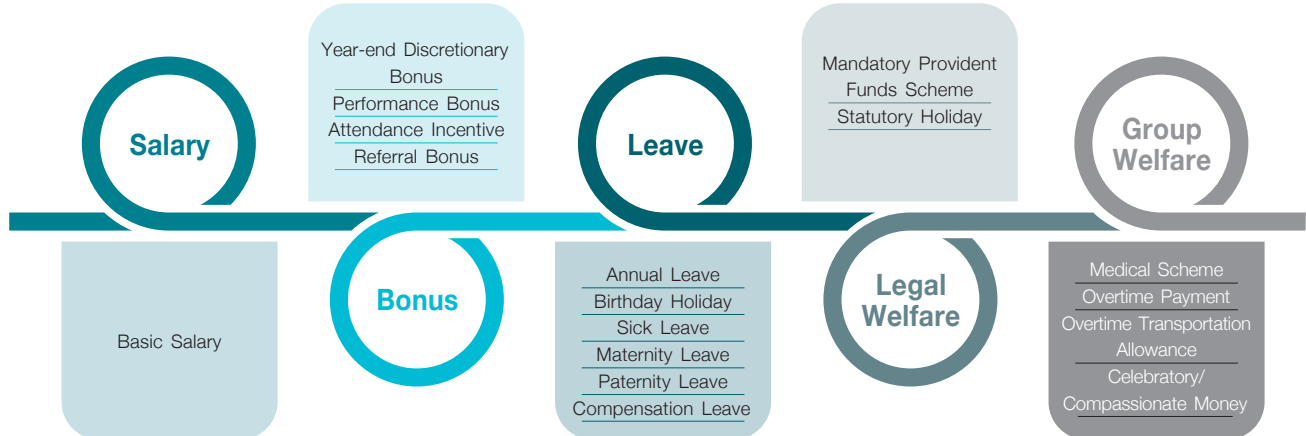 Salary
Basic Salary
Year-end Discretionary
Bonus
Performance Bonus
Attendance Incentive
Referral Bonus
Bonus
Leave
Annual Leave
Birthday Holiday
Sick Leave
Maternity Leave
Paternity Leave
Compensation Leave
Mandatory Provident
Funds Scheme
Statutory Holiday
Legal
Welfare
Group
Welfare
Medical Scheme
Overtime Payment
Overtime Transportation
Allowance
Celebratory/
Compassionate Money